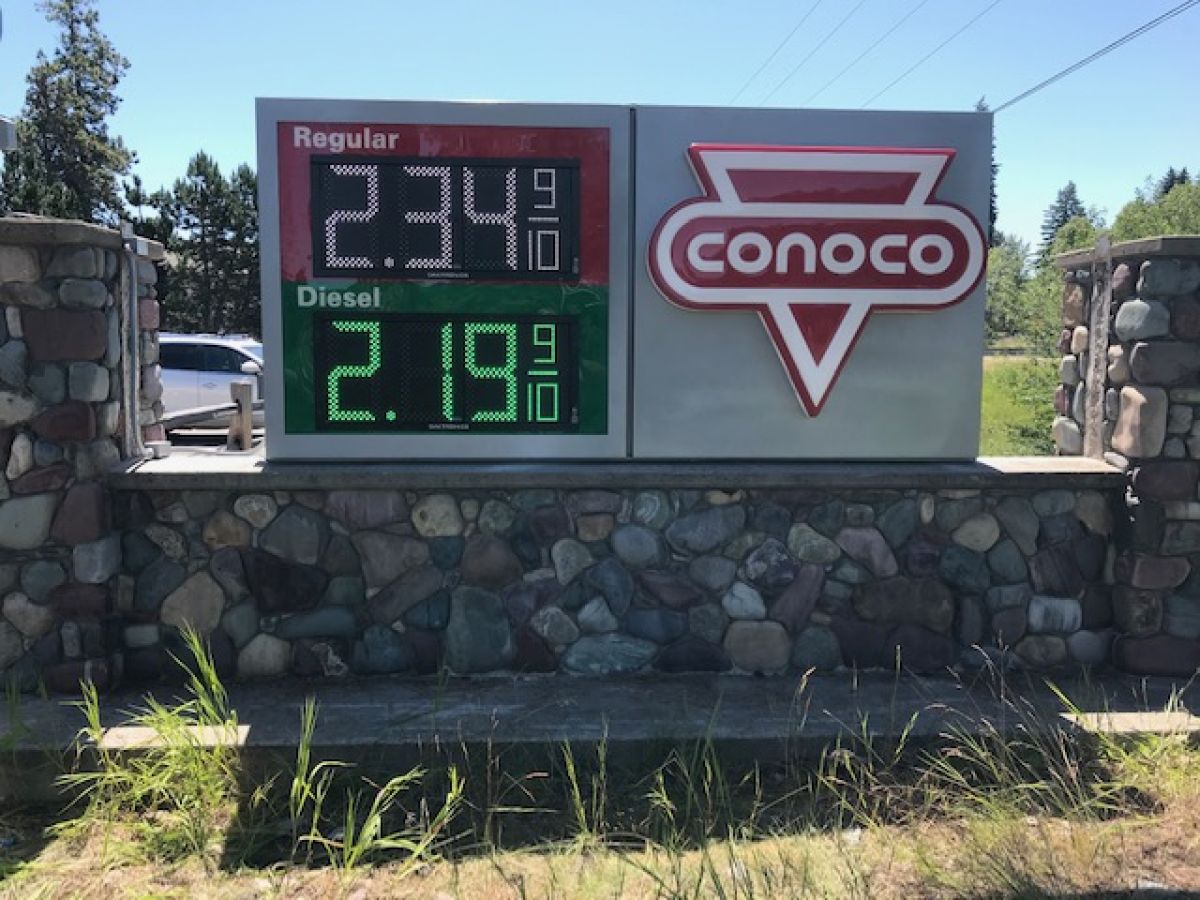 Regular
2.34 9/10
Diesel
2.19 9/10
CONOCO